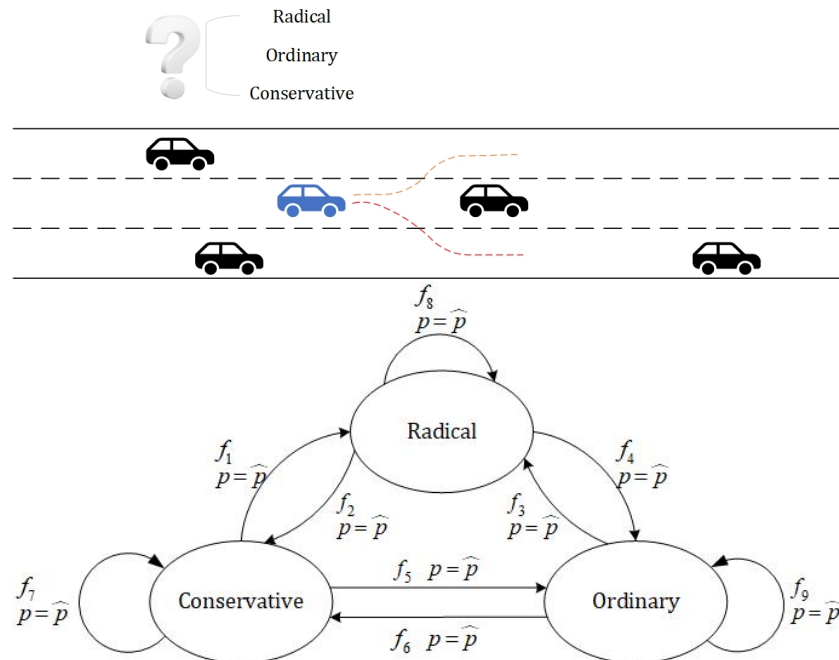 ?
Radical
Ordinary
Conservative
f₈
p = p̂
Radical
f₁
p = p̂
f₂
p = p̂
f₃
p = p̂
f₄
p = p̂
Conservative
f₅ p = p̂
f₆ p = p̂
Ordinary
f₇
p = p̂
f₉
p = p̂